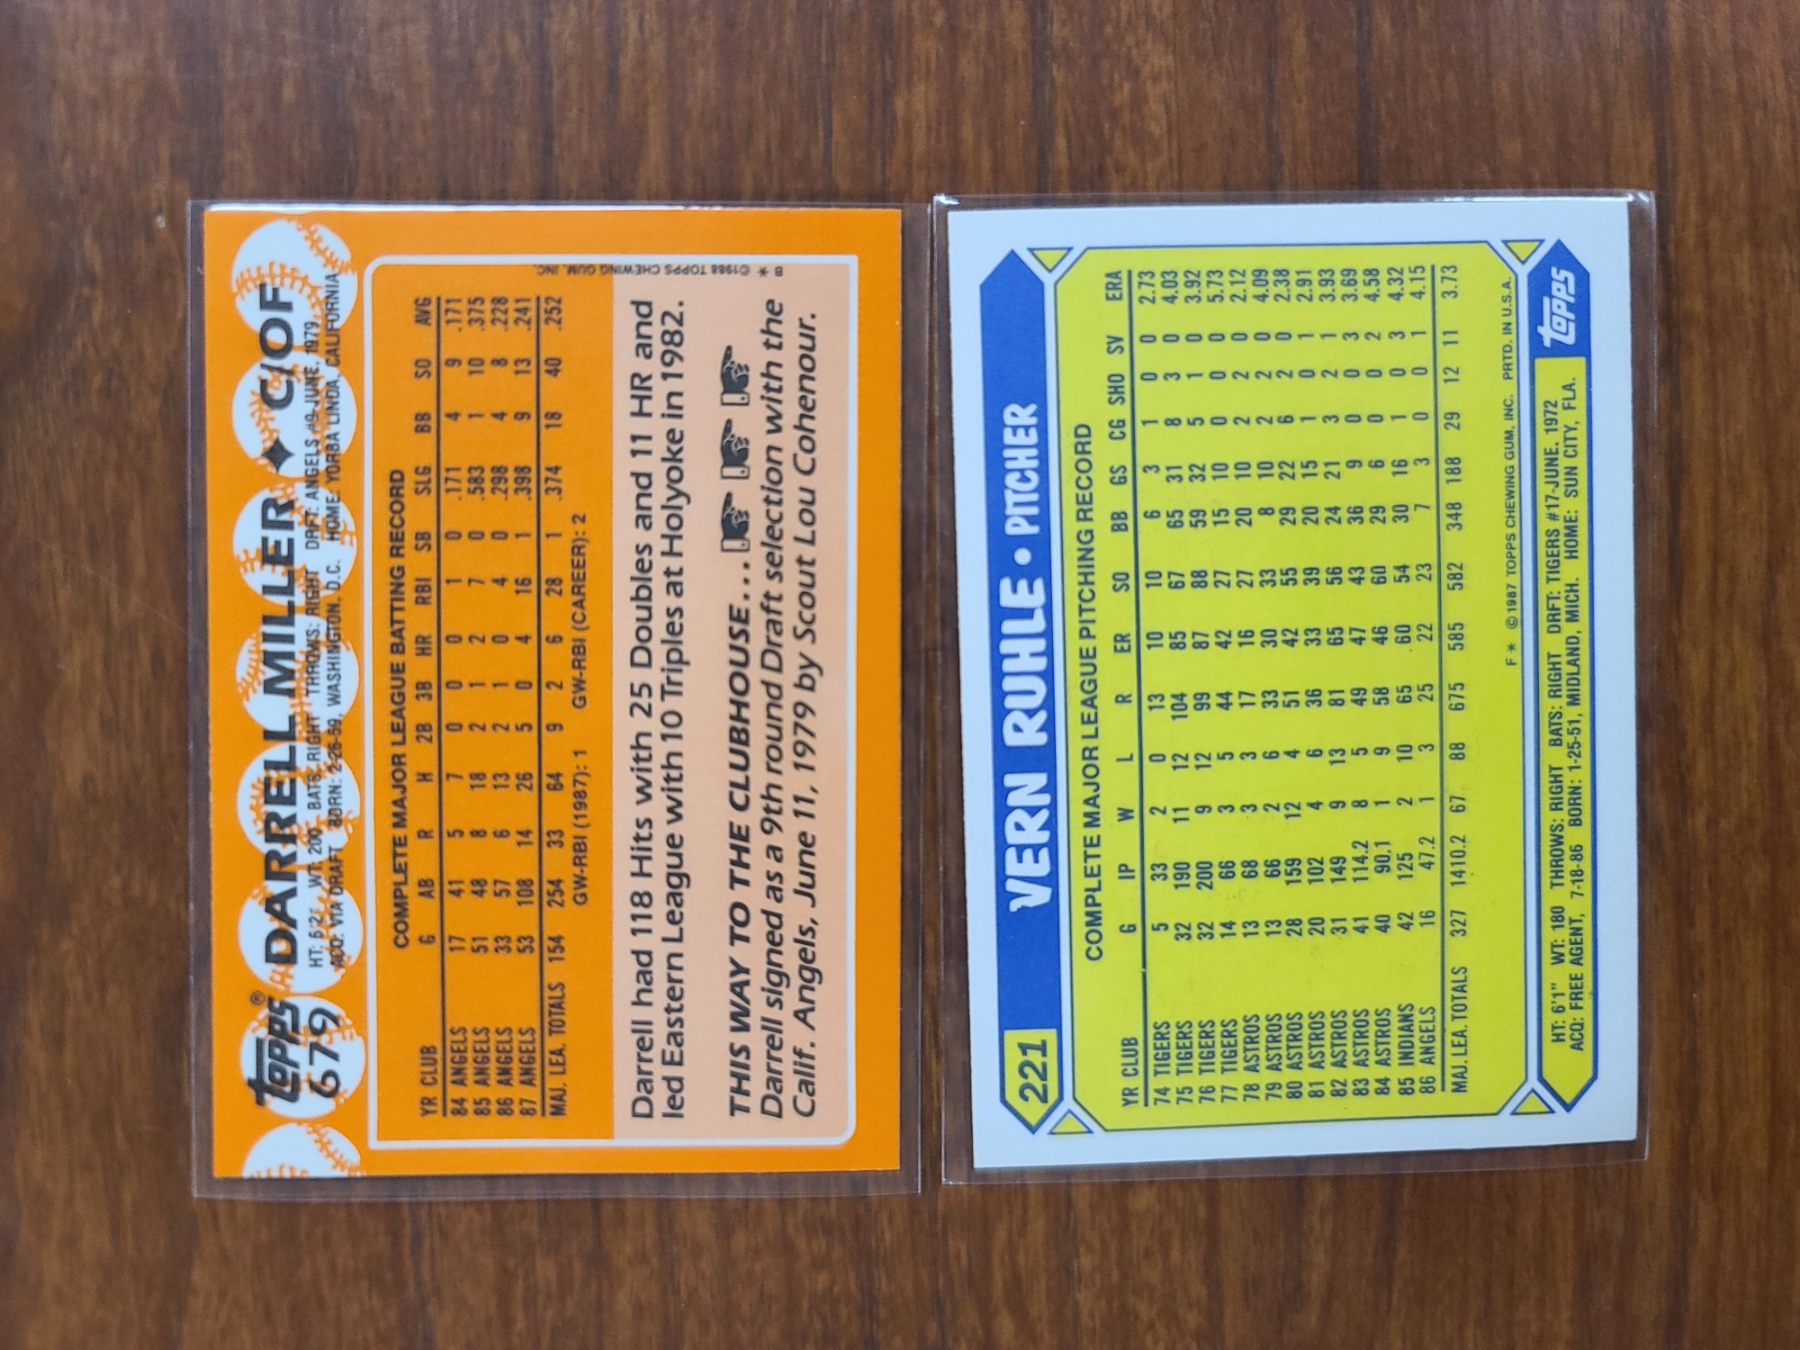 Topps®
679 DARRELL MILLER ✦ C/OF
HT: 6'2" WT: 200 BATS: RIGHT THROWS: RIGHT DRFT: ANGELS #9-JUNE, 1979
ACQ: VIA DRAFT BORN: 2-26-59, WASHINGTON, D.C. HOME: YORBA LINDA, CALIFORNIA
COMPLETE MAJOR LEAGUE BATTING RECORD
YR CLUB G AB R H 2B 3B HR RBI SB SLG BB SO AVG
84 ANGELS 17 41 5 7 0 0 0 1 0 .171 4 9 .171
85 ANGELS 51 48 8 18 2 1 2 7 0 .583 1 10 .375
86 ANGELS 33 57 6 13 2 1 0 4 0 .298 4 8 .228
87 ANGELS 53 108 14 26 5 0 4 16 1 .398 9 13 .241
MAJ. LEA. TOTALS 154 254 33 64 9 2 6 28 1 .374 18 40 .252
GW-RBI (1987): 1 GW-RBI (CAREER): 2
Darrell had 118 Hits with 25 Doubles and 11 HR and
led Eastern League with 10 Triples at Holyoke in 1982.
THIS WAY TO THE CLUBHOUSE...
Darrell signed as a 9th round Draft selection with the
Calif. Angels, June 11, 1979 by Scout Lou Cohenour.
B * ©1988 TOPPS CHEWING GUM, INC.
221 VERN RUHLE • PITCHER
COMPLETE MAJOR LEAGUE PITCHING RECORD
YR CLUB G IP W L R ER SO BB GS CG SHO SV ERA
74 TIGERS 5 33 2 0 13 10 10 6 3 1 0 0 2.73
75 TIGERS 32 190 11 12 104 85 67 65 31 8 3 0 4.03
76 TIGERS 32 200 9 12 99 87 88 59 32 5 1 0 3.92
77 TIGERS 14 66 3 5 44 42 27 15 10 0 0 0 5.73
78 ASTROS 13 68 3 3 17 16 27 20 10 2 2 0 2.12
79 ASTROS 13 66 2 6 33 30 33 8 10 2 2 0 4.09
80 ASTROS 28 159 12 4 51 42 55 29 22 6 2 0 2.38
81 ASTROS 20 102 4 6 36 33 39 20 15 1 0 1 2.91
82 ASTROS 31 149 9 13 81 65 56 24 21 3 2 1 3.93
83 ASTROS 41 114.2 8 5 49 47 43 36 9 0 0 3 3.69
84 ASTROS 40 90.1 1 9 58 46 60 29 6 0 0 2 4.58
85 INDIANS 42 125 2 10 65 60 54 30 16 1 0 3 4.32
86 ANGELS 16 47.2 1 3 25 22 23 7 3 0 0 1 4.15
MAJ. LEA. TOTALS 327 1410.2 67 88 675 585 582 348 188 29 12 11 3.73
F * ©1987 TOPPS CHEWING GUM, INC. PRTD. IN U.S.A.
HT: 6'1" WT: 180 THROWS: RIGHT BATS: RIGHT DRFT: TIGERS #17-JUNE, 1972
ACQ: FREE AGENT, 7-18-86 BORN: 1-25-51, MIDLAND, MICH. HOME: SUN CITY, FLA.
Topps